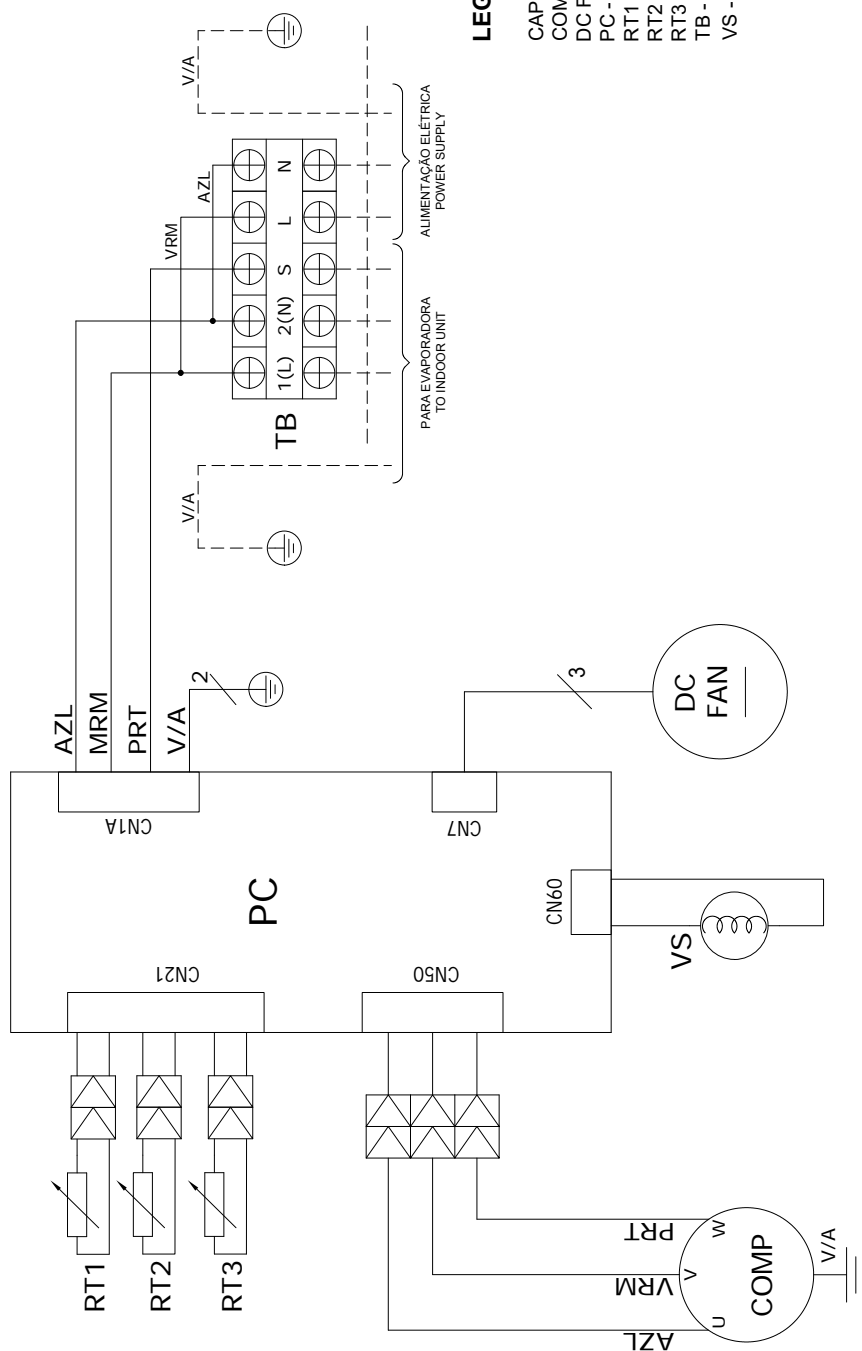 RT1
RT2
RT3
CN21
PC
CN1A
AZL
MRM
PRT
V/A
2
CN50
CN60
CN7
VS
3
DC
FAN
AZL
VRM
PRT
U
V
W
COMP
V/A
V/A
V/A
VRM
AZL
TB
1(L)
2(N)
S
L
N
PARA EVAPORADORA
TO INDOOR UNIT
ALIMENTAÇÃO ELÉTRICA
POWER SUPPLY
LEG
CAP
COM
DC F
PC -
RT1
RT2
RT3
TB -
VS -